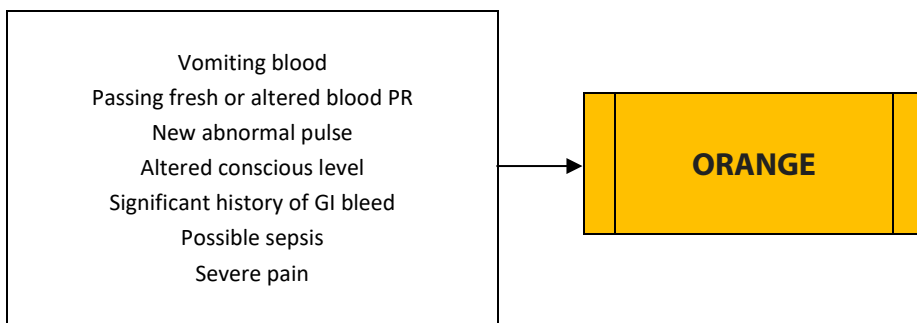 Vomiting blood
Passing fresh or altered blood PR
New abnormal pulse
Altered conscious level
Significant history of GI bleed
Possible sepsis
Severe pain
ORANGE